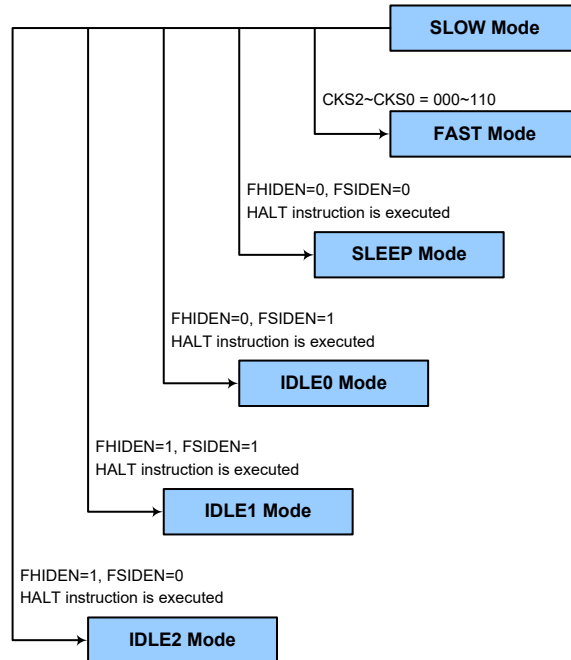 SLOW Mode
CKS2~CKS0 = 000~110
FAST Mode
FHIDEN=0, FSIDEN=0
HALT instruction is executed
SLEEP Mode
FHIDEN=0, FSIDEN=1
HALT instruction is executed
IDLE0 Mode
FHIDEN=1, FSIDEN=1
HALT instruction is executed
IDLE1 Mode
FHIDEN=1, FSIDEN=0
HALT instruction is executed
IDLE2 Mode